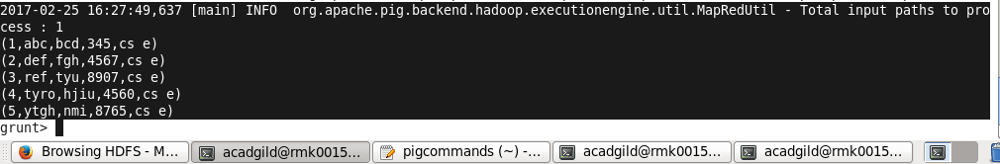 2017-02-25 16:27:49,637 [main] INFO  org.apache.pig.backend.hadoop.executionengine.util.MapRedUtil - Total input paths to pro
cess : 1
(1,abc,bcd,345,cs e)
(2,def,fgh,4567,cs e)
(3,ref,tyu,8907,cs e)
(4,tyro,hjiu,4560,cs e)
(5,ytgh,nmi,8765,cs e)
grunt>
Browsing HDFS - M... acadgild@rmk0015... pigcommands (~) -... acadgild@rmk0015... acadgild@rmk0015...